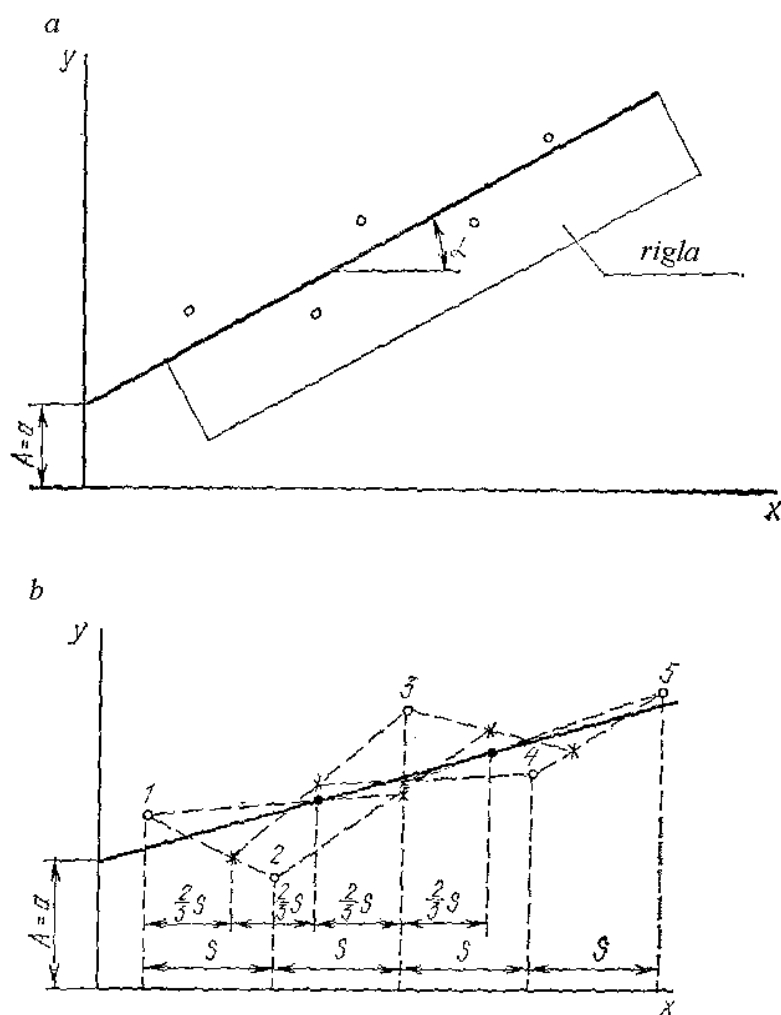 a
y
α
rigla
A=a
x
b
y
3
5
1
4
2
2/3 S 2/3 S 2/3 S 2/3 S
A=a
S S S S
x